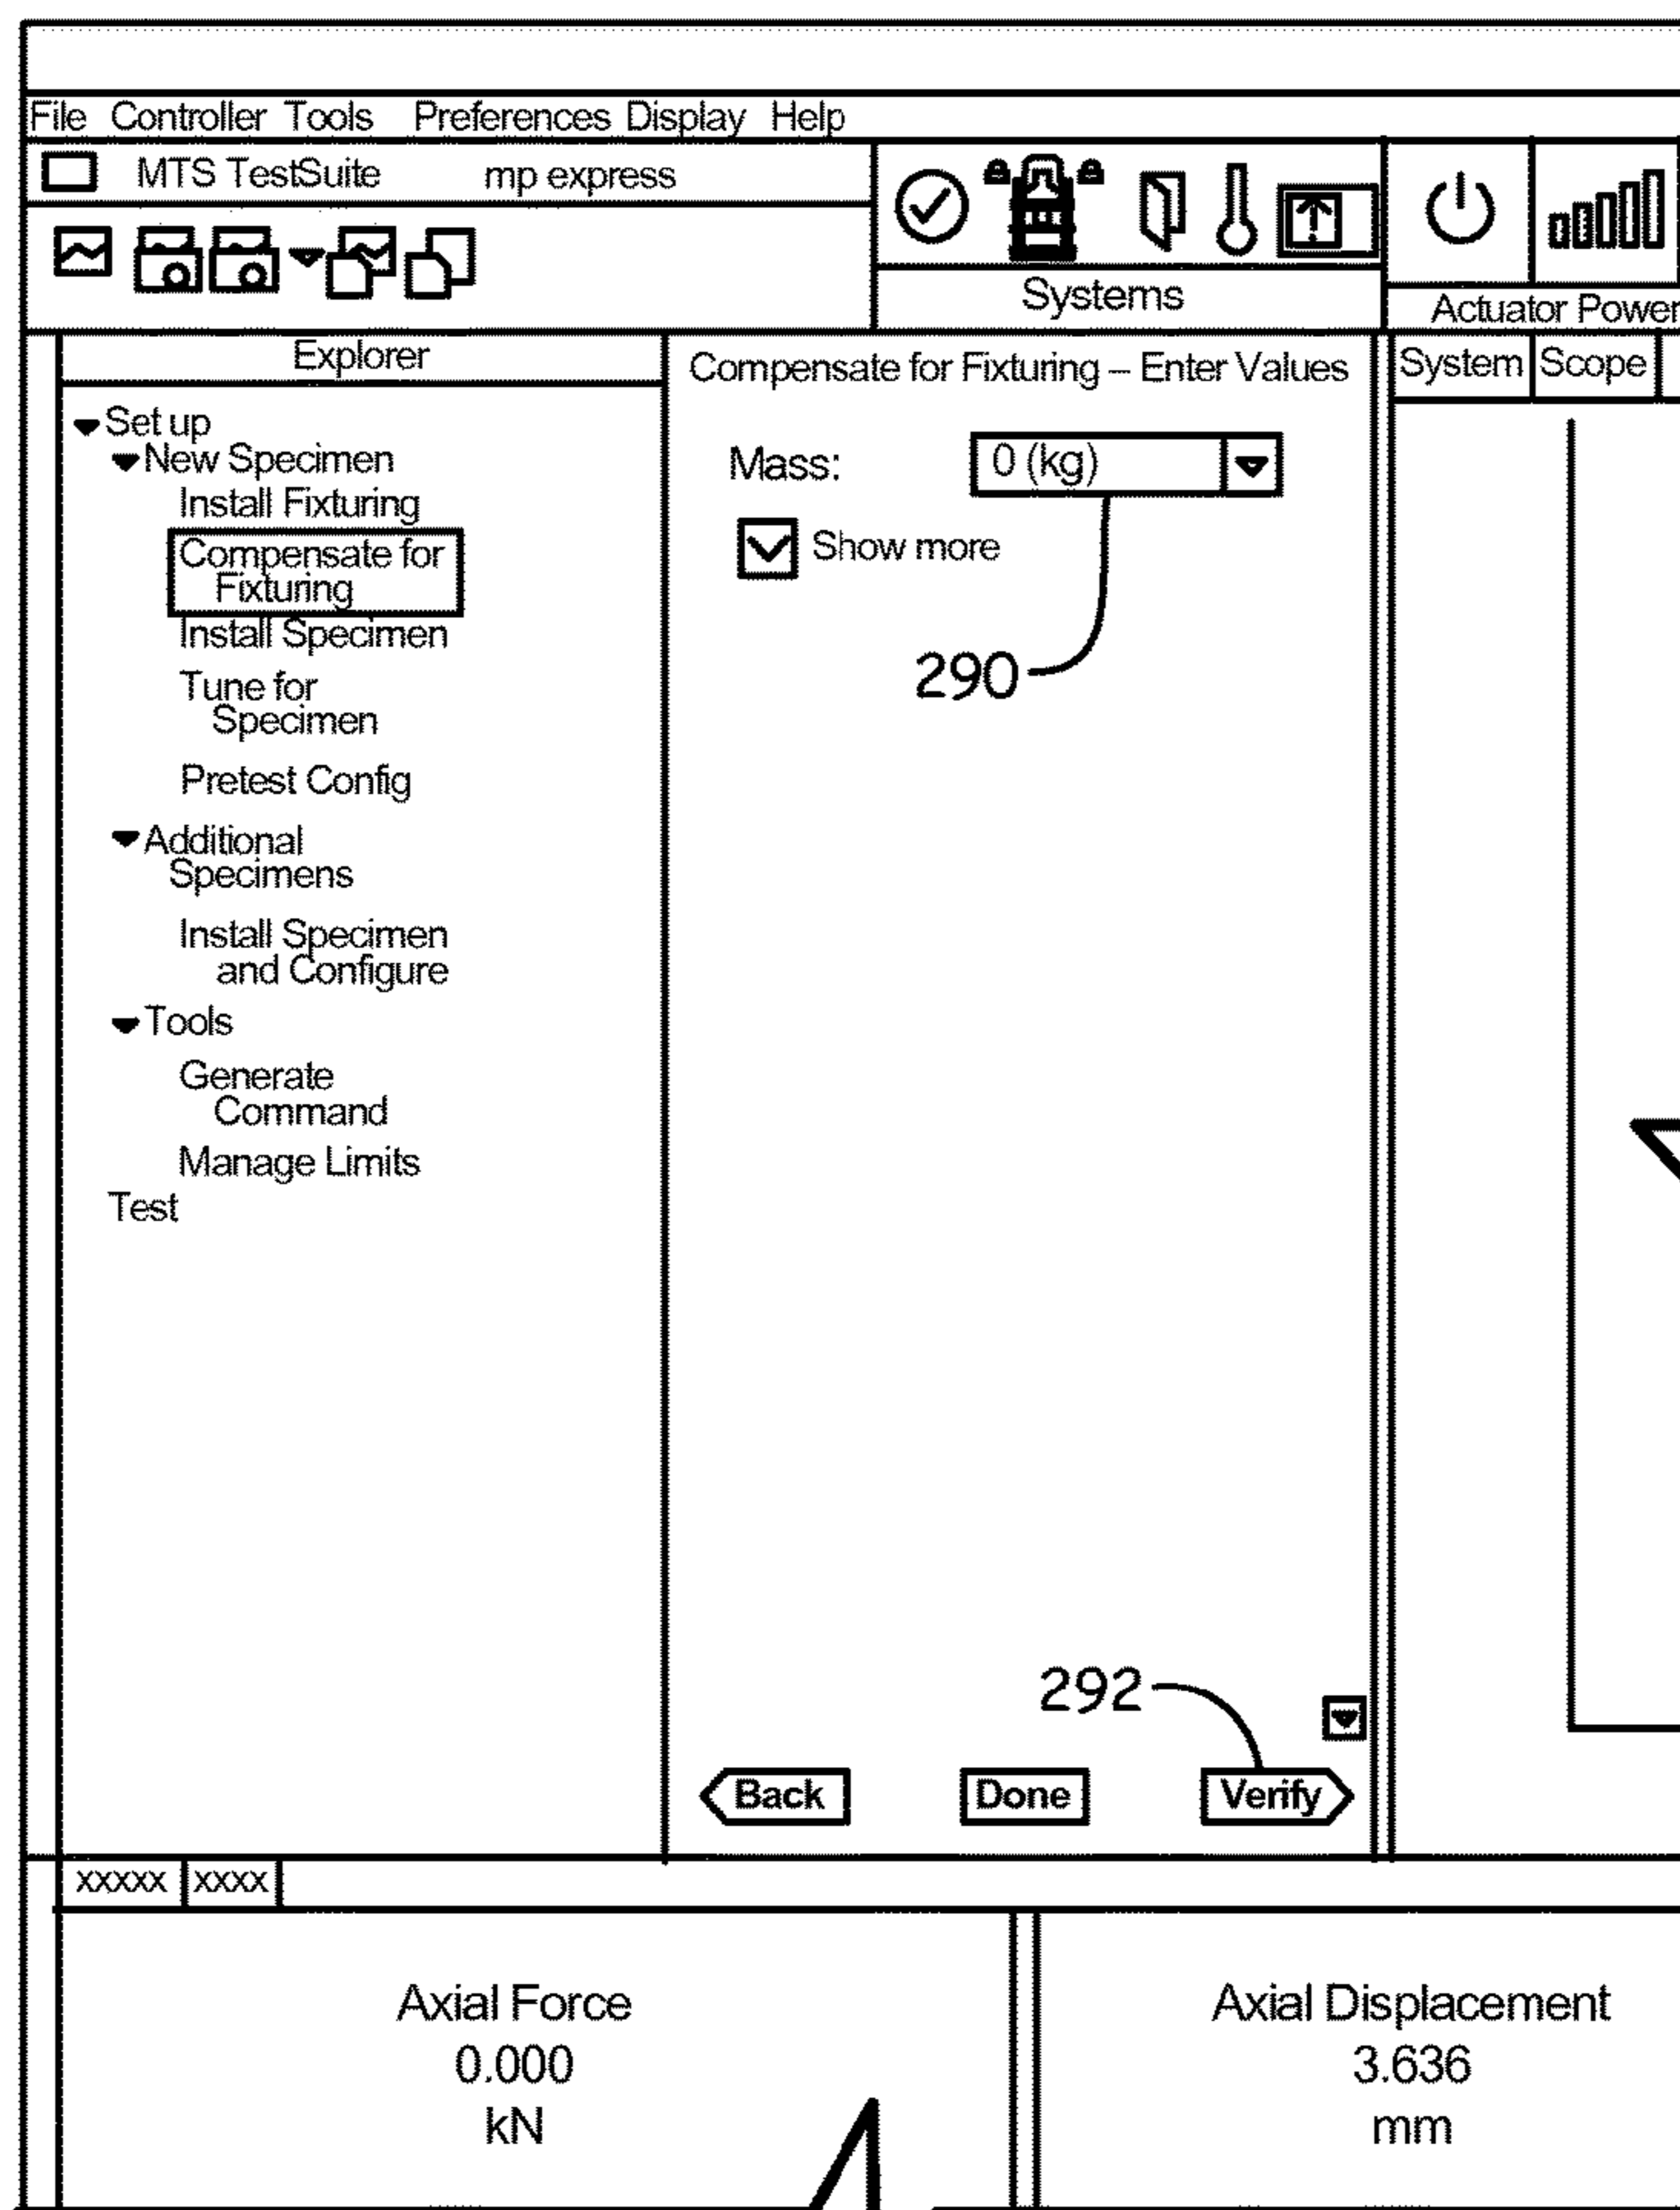 File Controller Tools Preferences Display Help
MTS TestSuite mp express
Systems
Actuator Power
Explorer
Compensate for Fixturing – Enter Values
System Scope
Set up
New Specimen
Install Fixturing
Compensate for
Fixturing
Install Specimen
Tune for
Specimen
Pretest Config
Additional
Specimens
Install Specimen
and Configure
Tools
Generate
Command
Manage Limits
Test
Mass: 0 (kg)
Show more
290
292
Back Done Verify
xxxxx xxxx
Axial Force
0.000
kN
Axial Displacement
3.636
mm